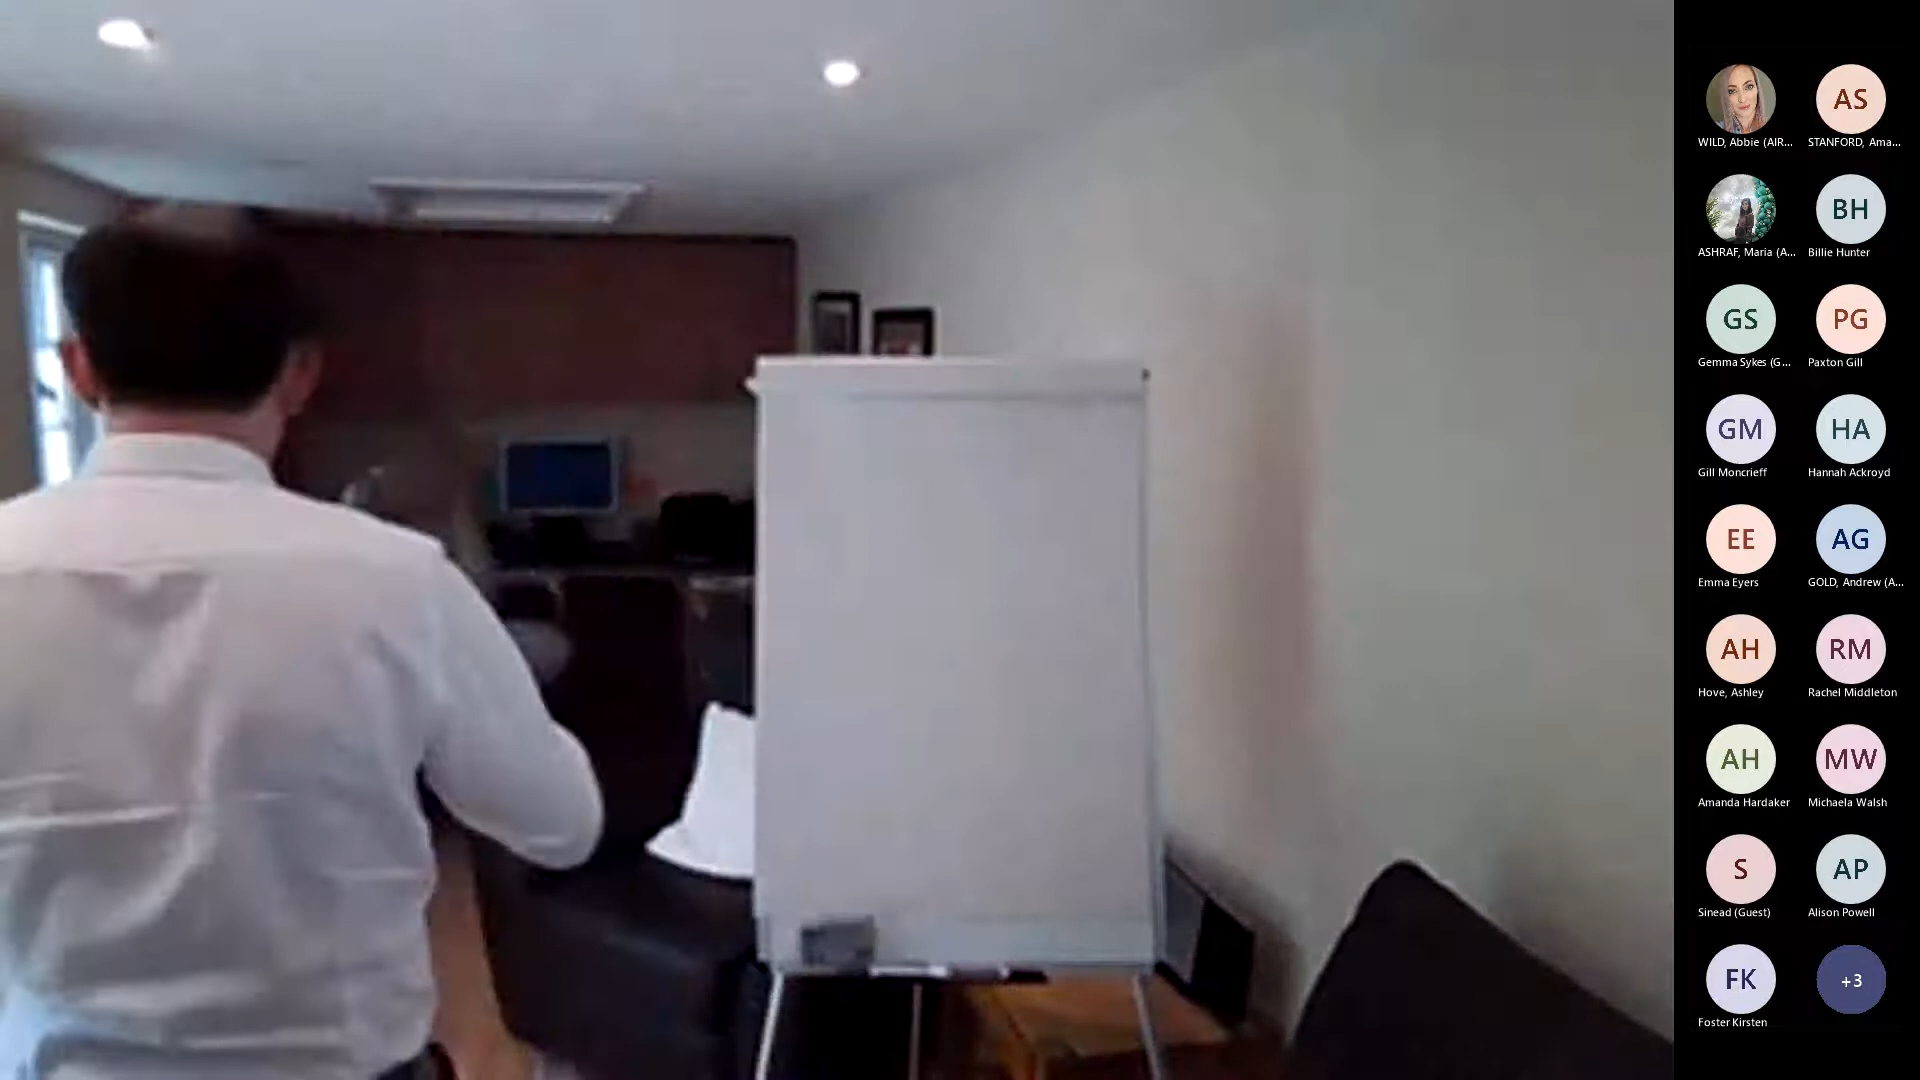 AS
WILD, Abbie (AIR...
STANFORD, Ama...
BH
ASHRAF, Maria (A...
Billie Hunter
GS
PG
Gemma Sykes (G...
Paxton Gill
GM
HA
Gill Moncrieff
Hannah Ackroyd
EE
AG
Emma Eyers
GOLD, Andrew (A...
AH
RM
Hove, Ashley
Rachel Middleton
AH
MW
Amanda Hardaker
Michaela Walsh
S
AP
Sinead (Guest)
Alison Powell
FK
+3
Foster Kirsten